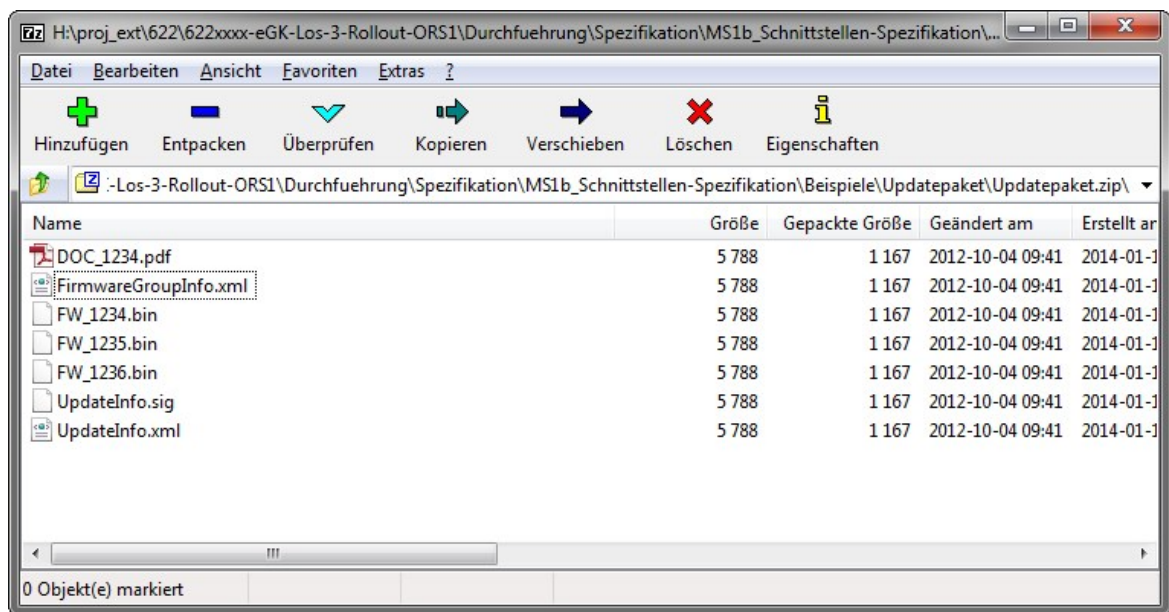 H:\proj_ext\622\622xxxx-eGK-Los-3-Rollout-ORS1\Durchfuehrung\Spezifikation\MS1b_Schnittstellen-Spezifikation\...
Datei Bearbeiten Ansicht Favoriten Extras ?
Hinzufügen Entpacken Überprüfen Kopieren Verschieben Löschen Eigenschaften
:-Los-3-Rollout-ORS1\Durchfuehrung\Spezifikation\MS1b_Schnittstellen-Spezifikation\Beispiele\Updatepaket\Updatepaket.zip\
Name Größe Gepackte Größe Geändert am Erstellt ar
DOC_1234.pdf 5 788 1 167 2012-10-04 09:41 2014-01-1
FirmwareGroupInfo.xml 5 788 1 167 2012-10-04 09:41 2014-01-1
FW_1234.bin 5 788 1 167 2012-10-04 09:41 2014-01-1
FW_1235.bin 5 788 1 167 2012-10-04 09:41 2014-01-1
FW_1236.bin 5 788 1 167 2012-10-04 09:41 2014-01-1
UpdateInfo.sig 5 788 1 167 2012-10-04 09:41 2014-01-1
UpdateInfo.xml 5 788 1 167 2012-10-04 09:41 2014-01-1
0 Objekt(e) markiert